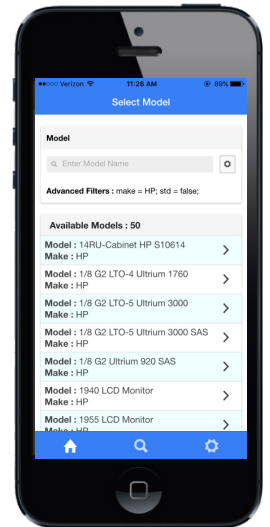 Verizon 11:26 AM 89%
Select Model
Model
Enter Model Name
Advanced Filters : make = HP; std = false;
Available Models : 50
Model : 14RU-Cabinet HP S10614
Make : HP
Model : 1/8 G2 LTO-4 Ultrium 1760
Make : HP
Model : 1/8 G2 LTO-5 Ultrium 3000
Make : HP
Model : 1/8 G2 LTO-5 Ultrium 3000 SAS
Make : HP
Model : 1/8 G2 Ultrium 920 SAS
Make : HP
Model : 1940 LCD Monitor
Make : HP
Model : 1955 LCD Monitor
Make : HP